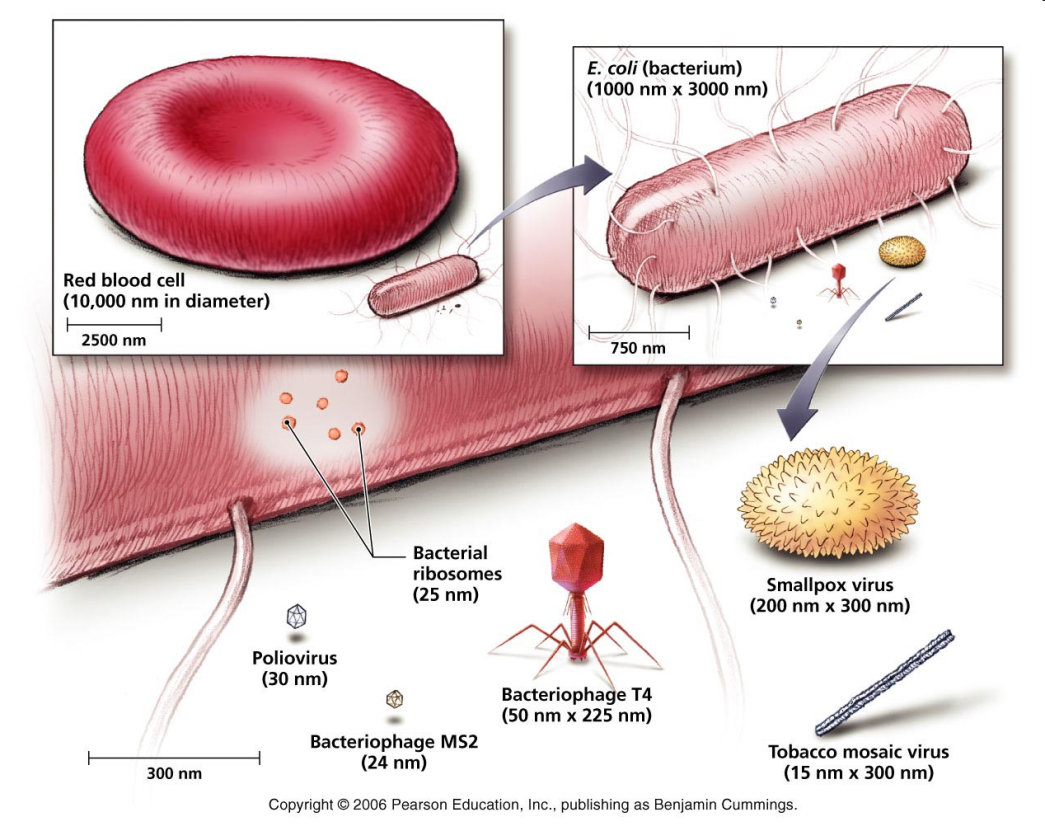 Red blood cell
(10,000 nm in diameter)
2500 nm
E. coli (bacterium)
(1000 nm x 3000 nm)
750 nm
Bacterial
ribosomes
(25 nm)
Smallpox virus
(200 nm x 300 nm)
Poliovirus
(30 nm)
Bacteriophage T4
(50 nm x 225 nm)
Bacteriophage MS2
(24 nm)
Tobacco mosaic virus
(15 nm x 300 nm)
300 nm
Copyright © 2006 Pearson Education, Inc., publishing as Benjamin Cummings.